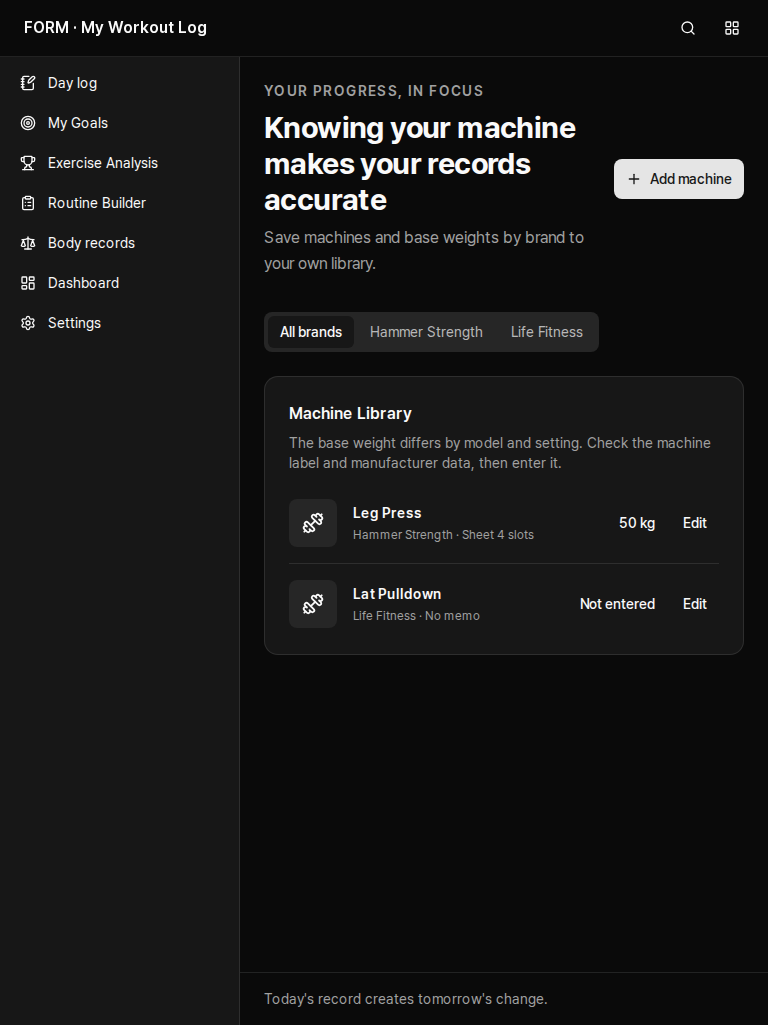 FORM · My Workout Log
Day log
My Goals
Exercise Analysis
Routine Builder
Body records
Dashboard
Settings
YOUR PROGRESS, IN FOCUS
Knowing your machine
makes your records
accurate
Save machines and base weights by brand to
your own library.
Add machine
All brands
Hammer Strength
Life Fitness
Machine Library
The base weight differs by model and setting. Check the machine
label and manufacturer data, then enter it.
Leg Press
Hammer Strength · Sheet 4 slots
50 kg
Edit
Lat Pulldown
Life Fitness · No memo
Not entered
Edit
Today's record creates tomorrow's change.